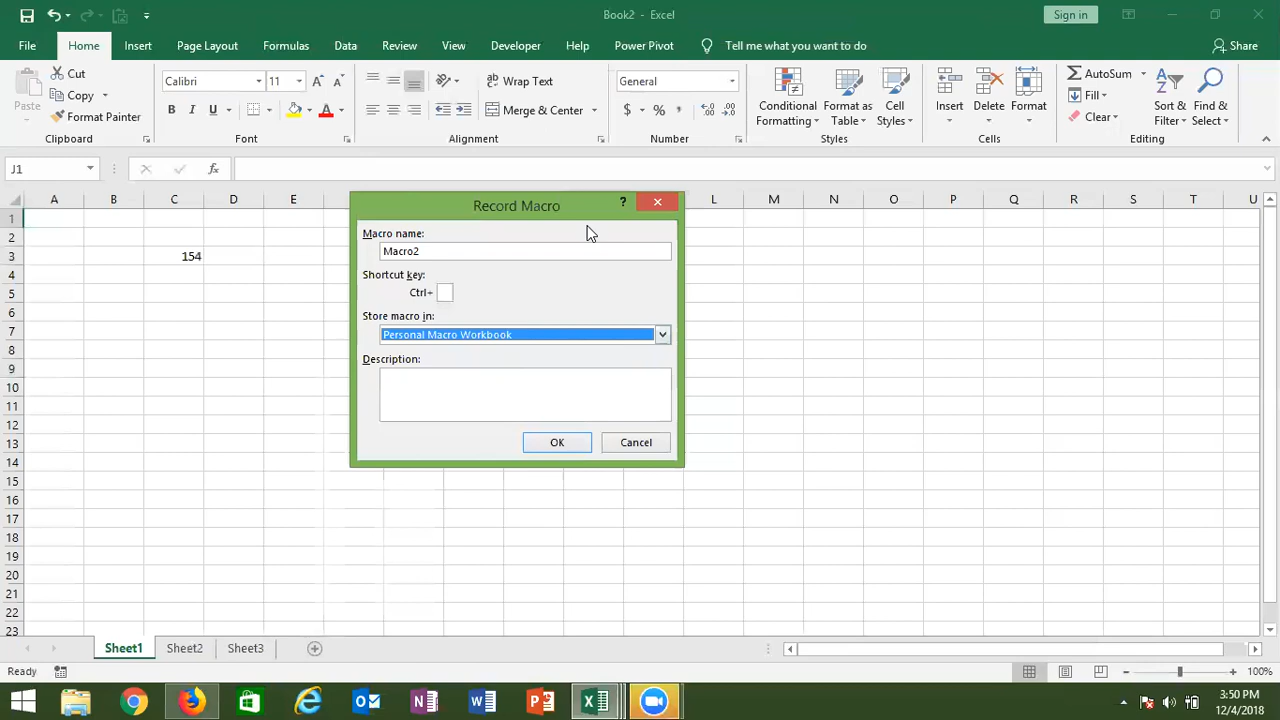 Book2 - Excel
Sign in
File Home Insert Page Layout Formulas Data Review View Developer Help Power Pivot Tell me what you want to do Share
Paste
Cut
Copy
Format Painter
Clipboard
Calibri 11
B I U A
Font
Wrap Text
Merge & Center
Alignment
General
$ % ,
Number
Conditional Formatting
Format as Table
Cell Styles
Styles
Insert Delete Format
Cells
AutoSum
Fill
Clear
Sort & Filter
Find & Select
Editing
J1
fx
A B C D E L M N O P Q R S T U
1
2
3 154
4
5
6
7
8
9
10
11
12
13
14
15
16
17
18
19
20
21
22
23
Record Macro ?
Macro name:
Macro2
Shortcut key:
Ctrl+
Store macro in:
Personal Macro Workbook
Description:
OK Cancel
Sheet1 Sheet2 Sheet3
Ready
100%
3:50 PM
12/4/2018